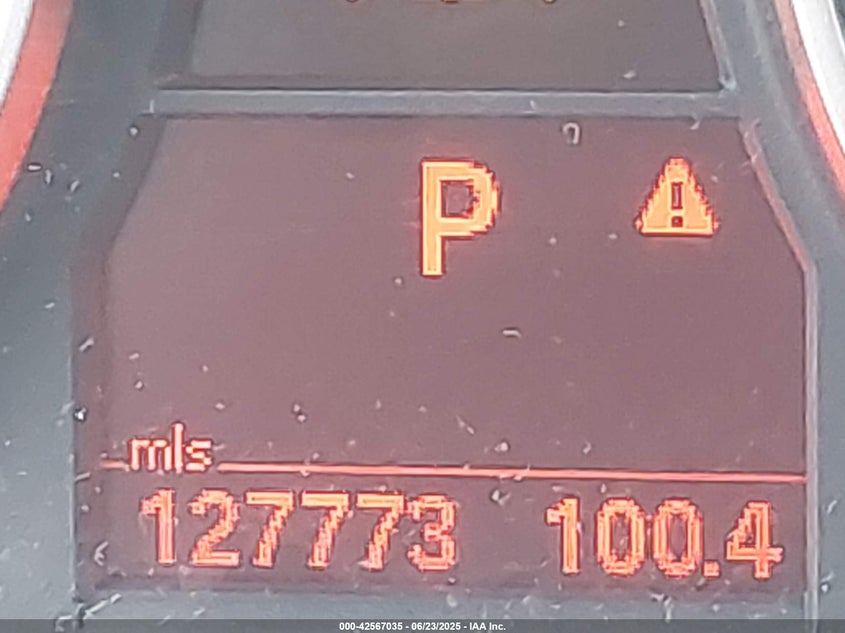 P
mls
127773 100.4
000-42567035 - 06/23/2025 - IAA Inc.